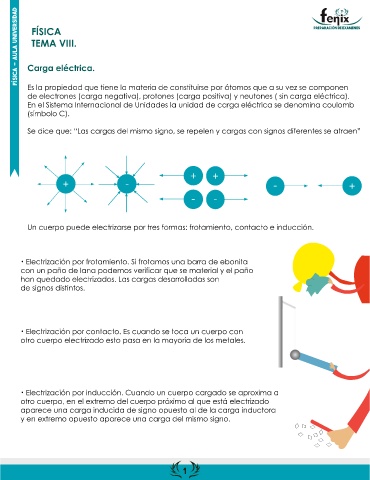 FÍSICA – AULA UNIVERSIDAD
fenix
PREPARACIÓN DE EXÁMENES
FÍSICA
TEMA VIII.
Carga eléctrica.
Es la propiedad que tiene la materia de constituirse por átomos que a su vez se componen
de electrones (carga negativa), protones (carga positiva) y neutones ( sin carga eléctrica).
En el Sistema Internacional de Unidades la unidad de carga eléctrica se denomina coulomb
(símbolo C).
Se dice que: “Las cargas del mismo signo, se repelen y cargas con signos diferentes se atraen”
+ - + + - +
- -
Un cuerpo puede electrizarse por tres formas: frotamiento, contacto e inducción.
• Electrización por frotamiento. Si frotamos una barra de ebonita
con un paño de lana podemos verificar que se material y el paño
han quedado electrizados. Las cargas desarrolladas son
de signos distintos.
• Electrización por contacto. Es cuando se toca un cuerpo con
otro cuerpo electrizado esto pasa en la mayoría de los metales.
• Electrización por inducción. Cuando un cuerpo cargado se aproxima a
otro cuerpo, en el extremo del cuerpo próximo al que está electrizado
aparece una carga inducida de signo opuesto al de la carga inductora
y en extremo opuesto aparece una carga del mismo signo.
1